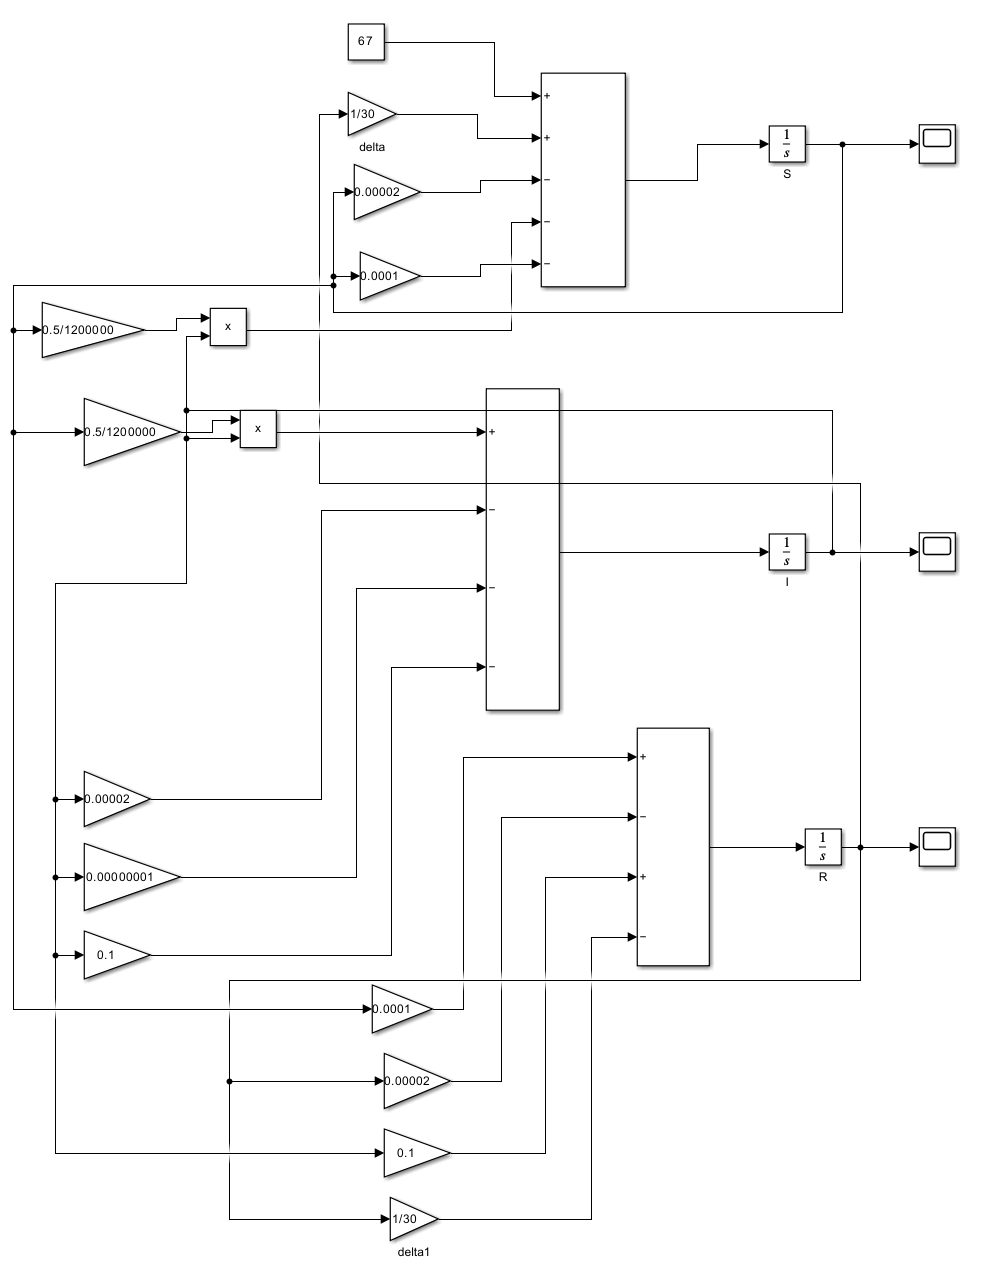 67
+
1/30
+
delta
0.00002
−
1
s
S
−
0.0001
−
0.5/1200000
x
0.5/1200000
x
+
−
1
s
I
−
−
+
0.00002
−
1
s
R
0.00000001
+
−
0.1
0.0001
0.00002
0.1
1/30
delta1